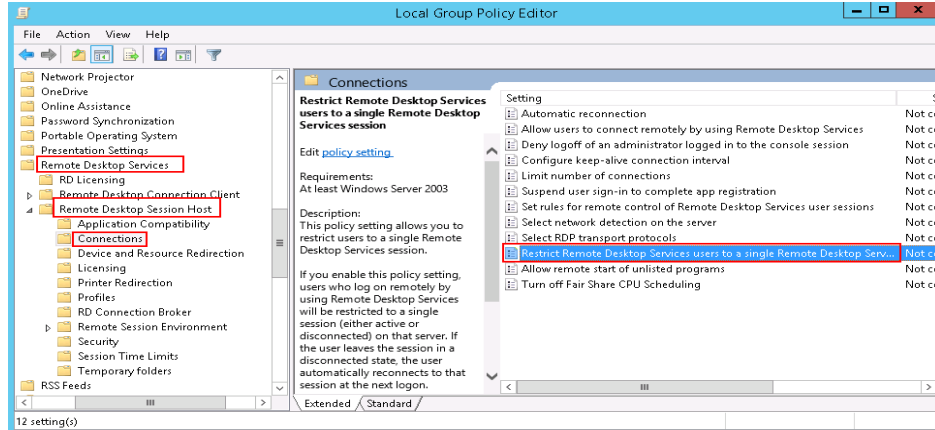 Local Group Policy Editor
File Action View Help
Network Projector
OneDrive
Online Assistance
Password Synchronization
Portable Operating System
Presentation Settings
Remote Desktop Services
RD Licensing
Remote Desktop Connection Client
Remote Desktop Session Host
Application Compatibility
Connections
Device and Resource Redirection
Licensing
Printer Redirection
Profiles
RD Connection Broker
Remote Session Environment
Security
Session Time Limits
Temporary folders
RSS Feeds
Connections
Restrict Remote Desktop Services
users to a single Remote Desktop
Services session
Edit policy setting
Requirements:
At least Windows Server 2003
Description:
This policy setting allows you to
restrict users to a single Remote
Desktop Services session.
If you enable this policy setting,
users who log on remotely by
using Remote Desktop Services
will be restricted to a single
session (either active or
disconnected) on that server. If
the user leaves the session in a
disconnected state, the user
automatically reconnects to that
session at the next logon.
Setting
Automatic reconnection Not c
Allow users to connect remotely by using Remote Desktop Services Not c
Deny logoff of an administrator logged in to the console session Not c
Configure keep-alive connection interval Not c
Limit number of connections Not c
Suspend user sign-in to complete app registration Not c
Set rules for remote control of Remote Desktop Services user sessions Not c
Select network detection on the server Not c
Select RDP transport protocols Not c
Restrict Remote Desktop Services users to a single Remote Desktop Serv... Not c
Allow remote start of unlisted programs Not c
Turn off Fair Share CPU Scheduling Not c
Extended Standard
12 setting(s)